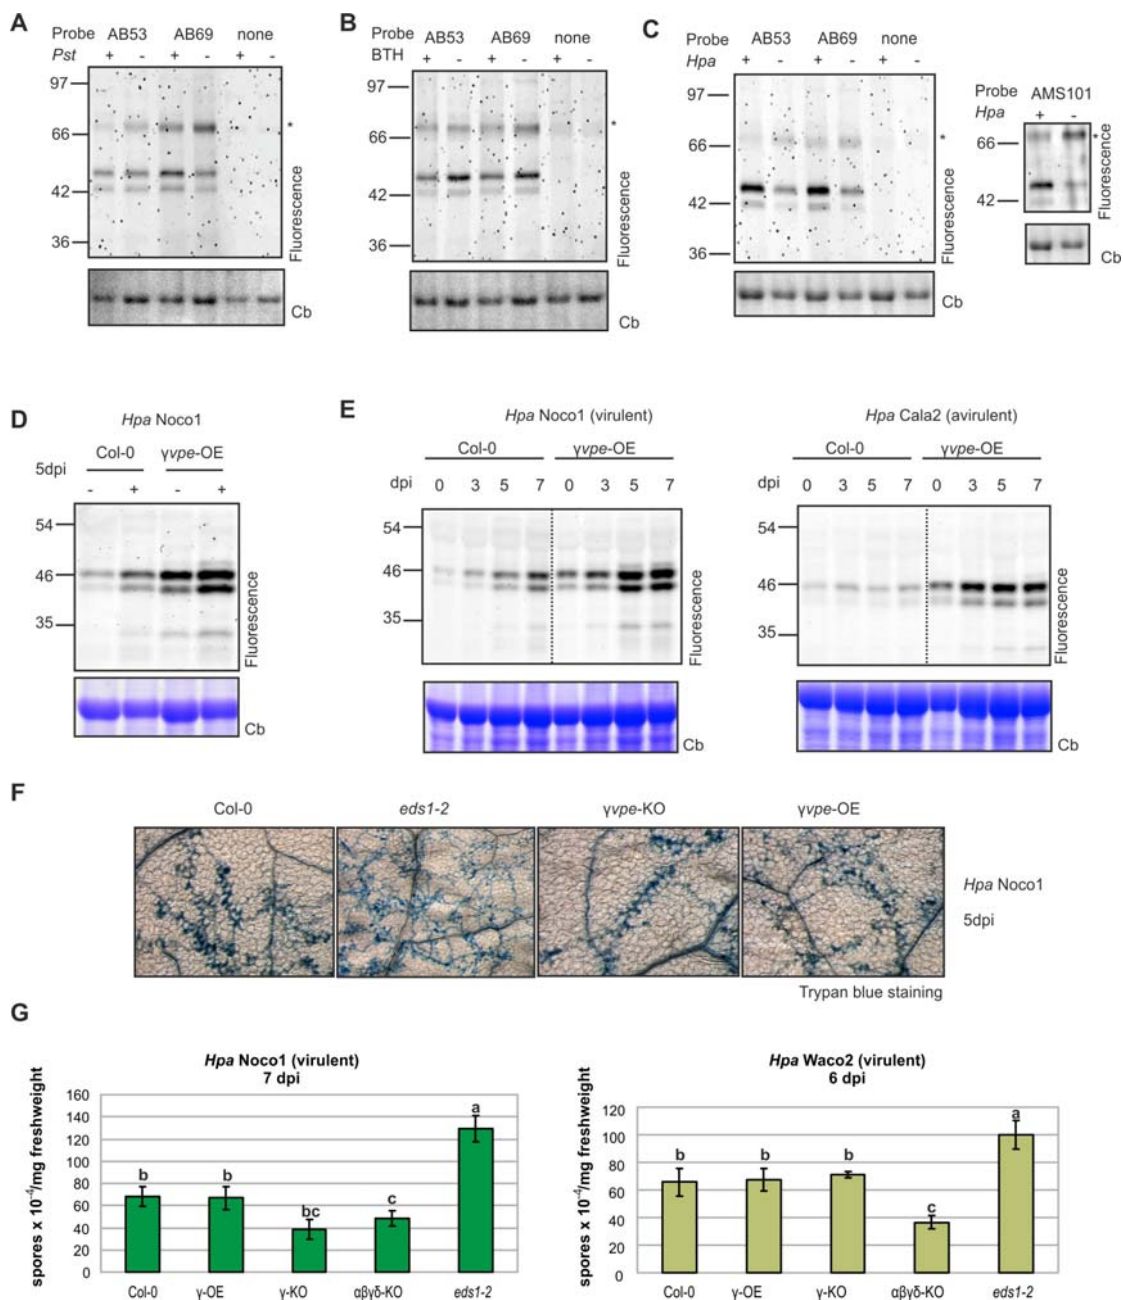 A
Probe AB53 AB69 none
Pst + - + - + -
97
66
42
36
*
Fluorescence
Cb
B
Probe AB53 AB69 none
BTH + - + - + -
97
66
42
36
*
Fluorescence
Cb
C
Probe AB53 AB69 none
Hpa + - + - + -
97
66
42
36
*
Fluorescence
Cb
Probe AMS101
Hpa + -
66
42
*
Fluorescence
Cb
D
Hpa Noco1
Col-0 γvpe-OE
5dpi
- + - +
54
46
35
Fluorescence
Cb
E
Hpa Noco1 (virulent)
Col-0 γvpe-OE
dpi 0 3 5 7 0 3 5 7
54
46
35
Fluorescence
Cb
Hpa Cala2 (avirulent)
Col-0 γvpe-OE
dpi 0 3 5 7 0 3 5 7
54
46
35
Fluorescence
Cb
F
Col-0 eds1-2 γvpe-KO γvpe-OE
Hpa Noco1
5dpi
Trypan blue staining
G
Hpa Noco1 (virulent)
7 dpi
spores x 10⁻⁴/mg freshweight
160
140
120
100
80
60
40
20
0
b b bc c a
Col-0 γ-OE γ-KO αβγδ-KO eds1-2
Hpa Waco2 (virulent)
6 dpi
spores x 10⁻⁴/mg freshweight
120
100
80
60
40
20
0
b b b c a
Col-0 γ-OE γ-KO αβγδ-KO eds1-2